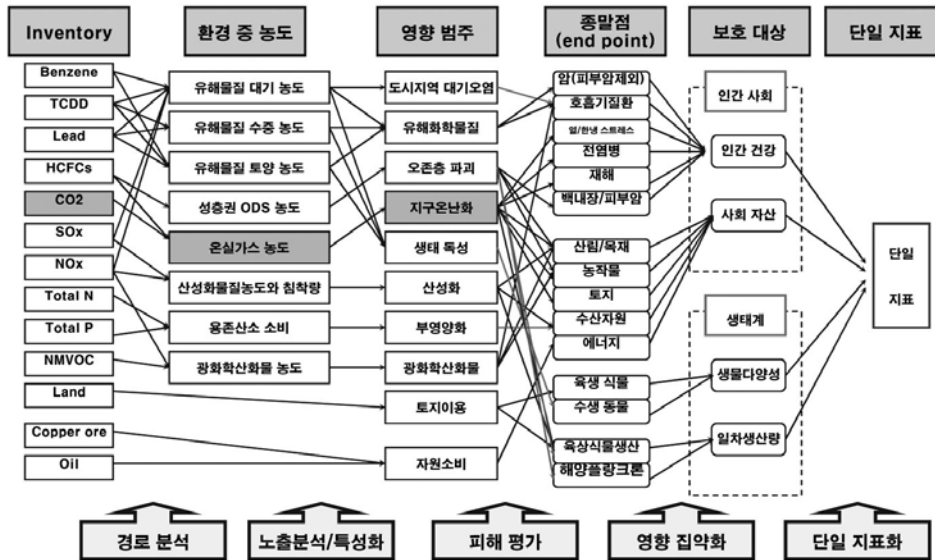 Inventory
환경 중 농도
영향 범주
종말점
(end point)
보호 대상
단일 지표
Benzene
TCDD
Lead
HCFCs
CO2
SOx
NOx
Total N
Total P
NMVOC
Land
Copper ore
Oil
유해물질 대기 농도
유해물질 수중 농도
유해물질 토양 농도
성층권 ODS 농도
온실가스 농도
산성화물질농도와 침착량
용존산소 소비
광화학산화물 농도
도시지역 대기오염
유해화학물질
오존층 파괴
지구온난화
생태 독성
산성화
부영양화
광화학산화물
토지이용
자원소비
암(피부암제외)
호흡기질환
열/한냉 스트레스
전염병
재해
백내장/피부암
산림/목재
농작물
토지
수산자원
에너지
육생 식물
수생 동물
육상식물생산
해양플랑크론
인간 사회
인간 건강
사회 자산
생태계
생물다양성
일차생산량
단일
지표
경로 분석
노출분석/특성화
피해 평가
영향 집약화
단일 지표화